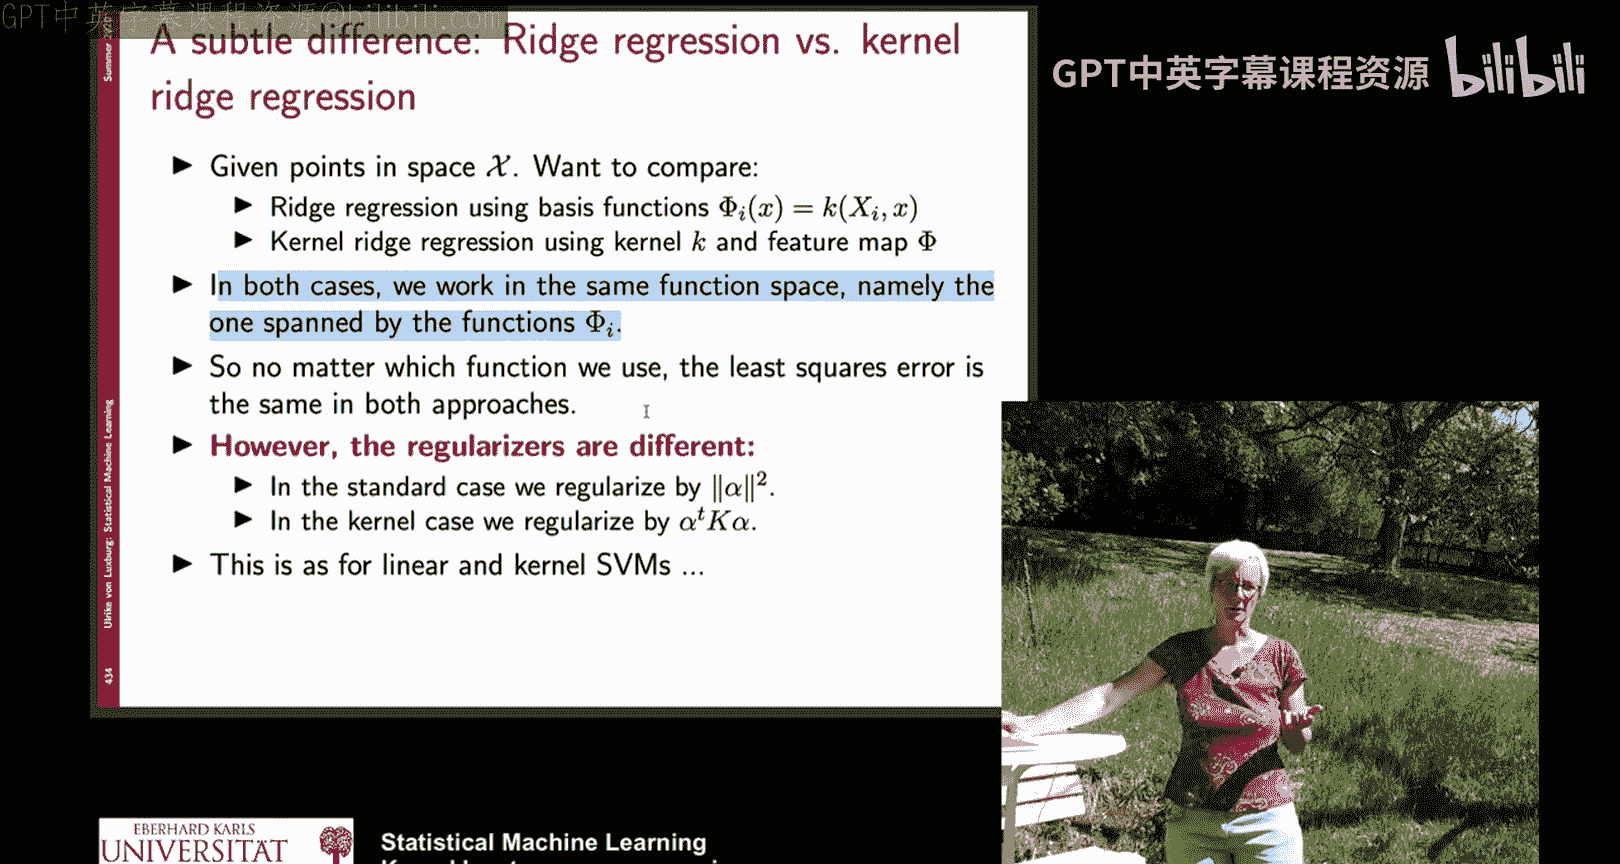 GPT中英字幕课程资源@bilibili.com
Summer 2020
A subtle difference: Ridge regression vs. kernel
ridge regression
GPT中英字幕课程资源 bilibili
▶ Given points in space 𝒳. Want to compare:
▶ Ridge regression using basis functions Φᵢ(x) = k(Xᵢ, x)
▶ Kernel ridge regression using kernel k and feature map Φ
▶ In both cases, we work in the same function space, namely the
one spanned by the functions Φᵢ.
▶ So no matter which function we use, the least squares error is
the same in both approaches.
▶ However, the regularizers are different:
▶ In the standard case we regularize by ‖α‖².
▶ In the kernel case we regularize by αᵗKα.
▶ This is as for linear and kernel SVMs ...
Ulrike von Luxburg: Statistical Machine Learning
434
EBERHARD KARLS
UNIVERSITÄT
Statistical Machine Learning